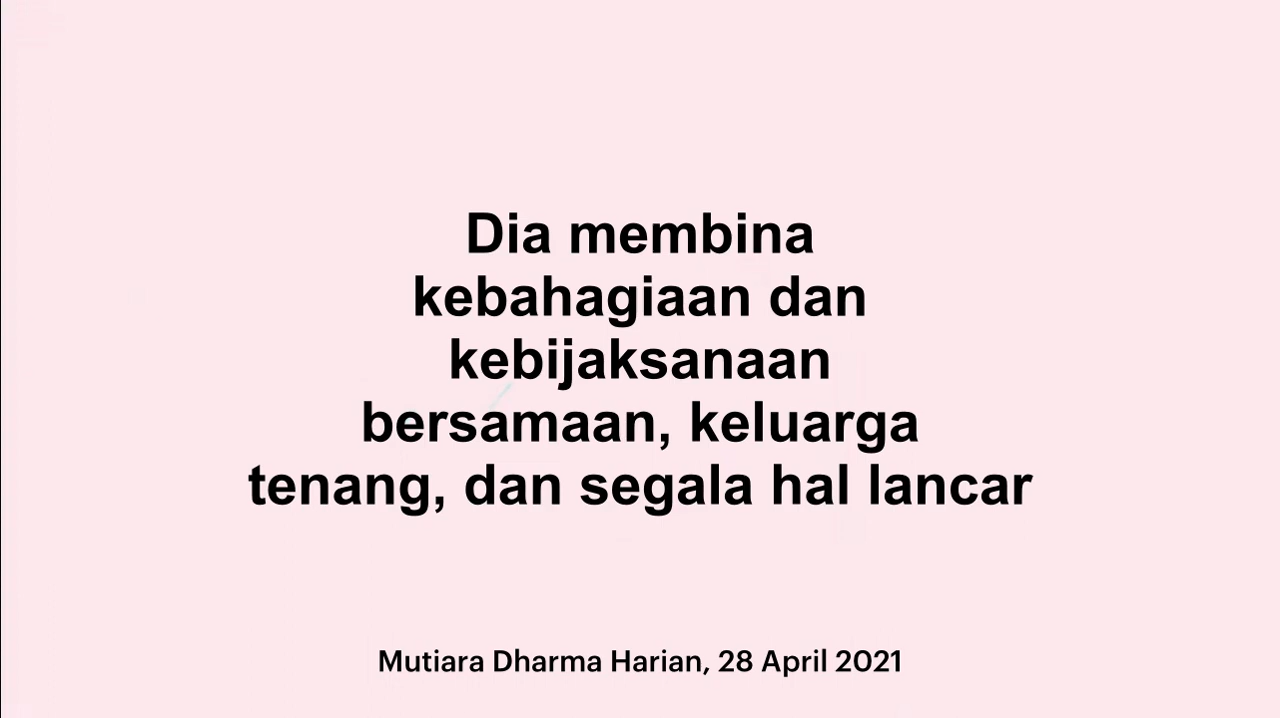 Dia membina
kebahagiaan dan
kebijaksanaan
bersamaan, keluarga
tenang, dan segala hal lancar
Mutiara Dharma Harian, 28 April 2021